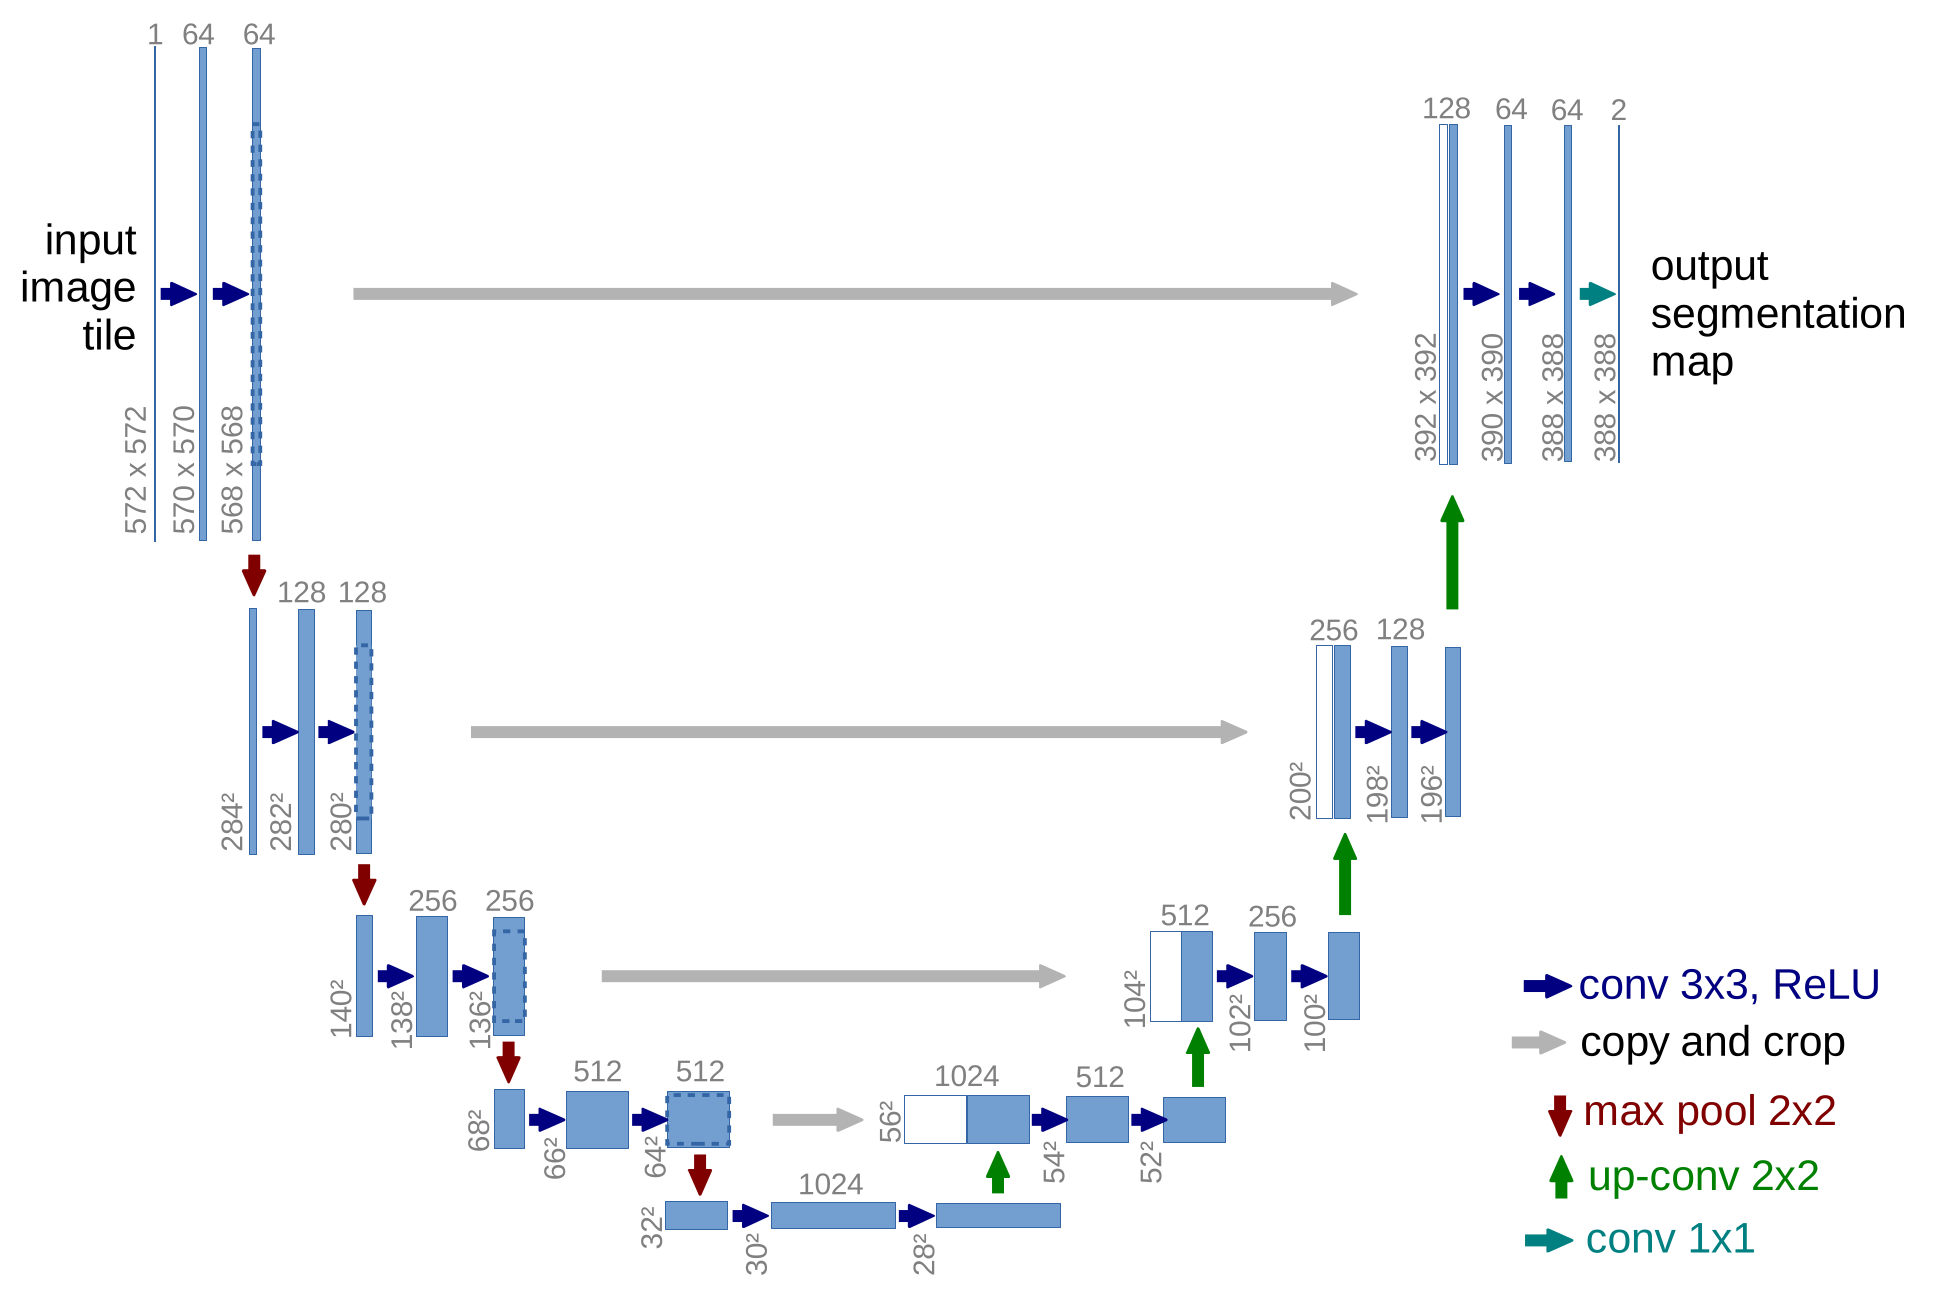 1 64 64
128 64 64 2
input
image
tile
output
segmentation
map
572 x 572
570 x 570
568 x 568
392 x 392
390 x 390
388 x 388
388 x 388
128 128
256 128
284²
282²
280²
200²
198²
196²
256 256
512 256
140²
138²
136²
104²
102²
100²
conv 3x3, ReLU
copy and crop
max pool 2x2
up-conv 2x2
conv 1x1
512 512
1024 512
68²
66²
64²
56²
54²
52²
1024
32²
30²
28²